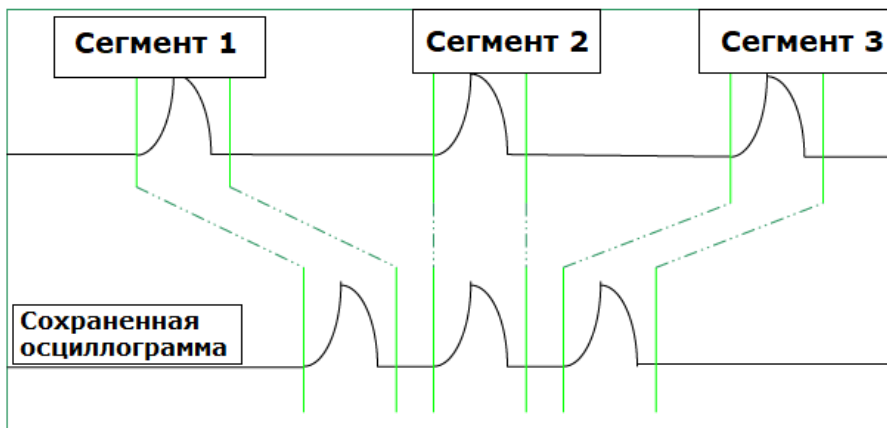 Сегмент 1
Сегмент 2
Сегмент 3
Сохраненная
осциллограмма